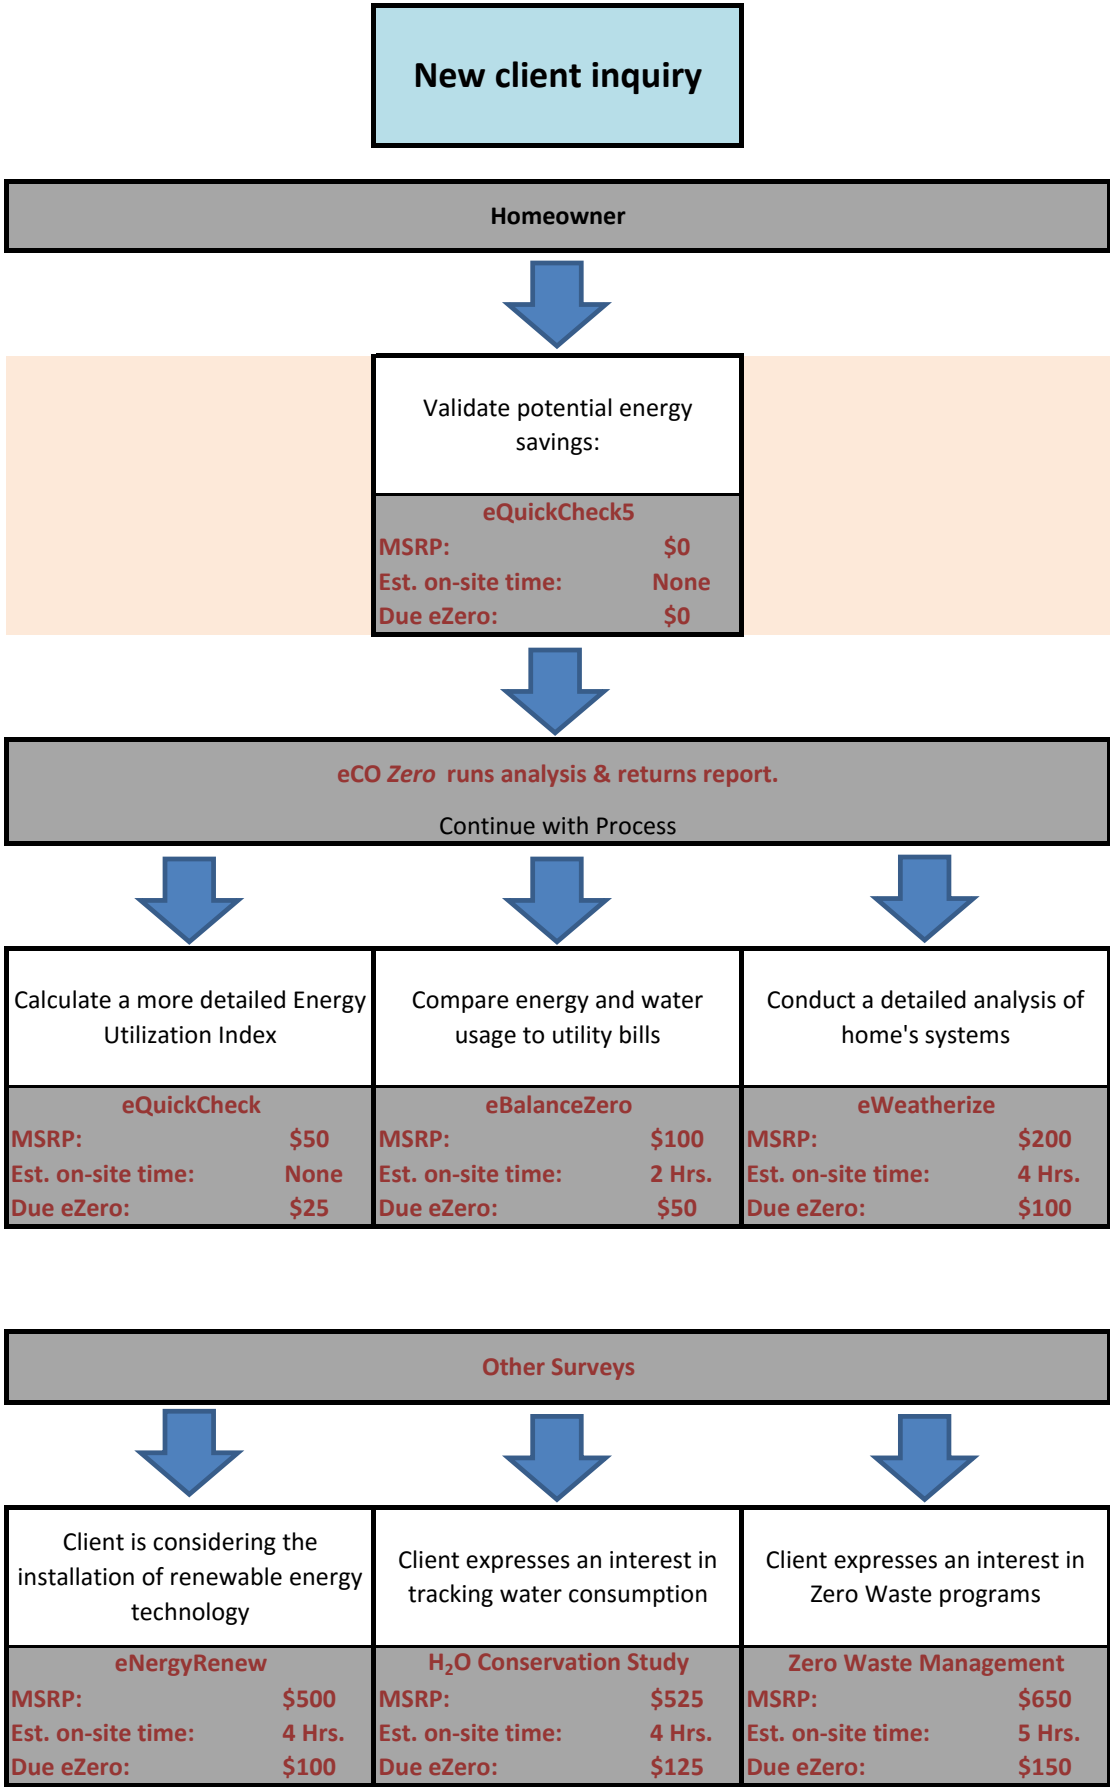 New client inquiry
Homeowner
Validate potential energy
savings:
eQuickCheck5
MSRP: $0
Est. on-site time: None
Due eZero: $0
eCO Zero runs analysis & returns report.
Continue with Process
Calculate a more detailed Energy
Utilization Index
eQuickCheck
MSRP: $50
Est. on-site time: None
Due eZero: $25
Compare energy and water
usage to utility bills
eBalanceZero
MSRP: $100
Est. on-site time: 2 Hrs.
Due eZero: $50
Conduct a detailed analysis of
home's systems
eWeatherize
MSRP: $200
Est. on-site time: 4 Hrs.
Due eZero: $100
Other Surveys
Client is considering the
installation of renewable energy
technology
eNergyRenew
MSRP: $500
Est. on-site time: 4 Hrs.
Due eZero: $100
Client expresses an interest in
tracking water consumption
H₂O Conservation Study
MSRP: $525
Est. on-site time: 4 Hrs.
Due eZero: $125
Client expresses an interest in
Zero Waste programs
Zero Waste Management
MSRP: $650
Est. on-site time: 5 Hrs.
Due eZero: $150